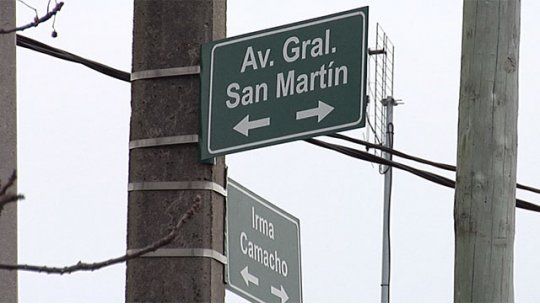 Av. Gral.
San Martín
Irma
Camacho